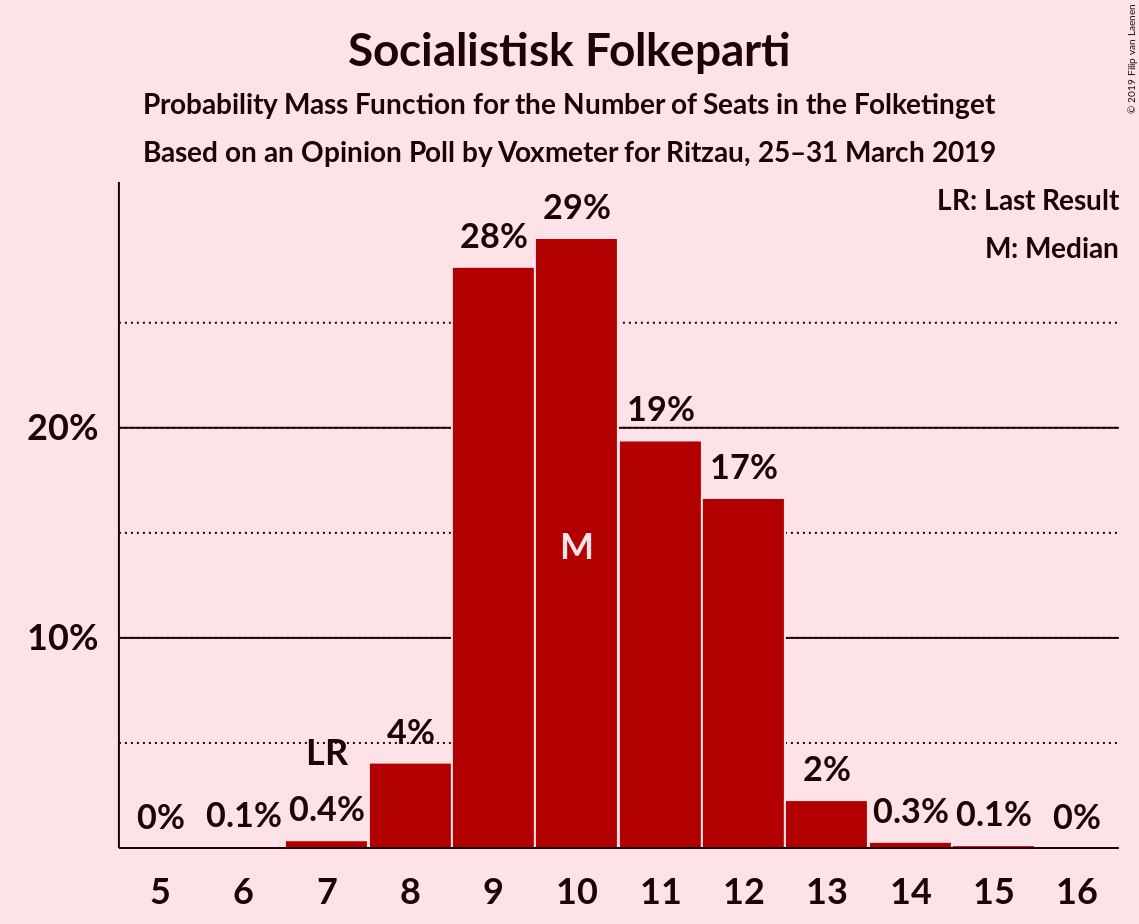 Socialistisk Folkeparti
Probability Mass Function for the Number of Seats in the Folketinget
Based on an Opinion Poll by Voxmeter for Ritzau, 25–31 March 2019
© 2019 Filip van Laenen
LR: Last Result
M: Median
20%
10%
0%
0.1%
0.4%
LR
4%
28%
29%
M
19%
17%
2%
0.3%
0.1%
0%
5 6 7 8 9 10 11 12 13 14 15 16